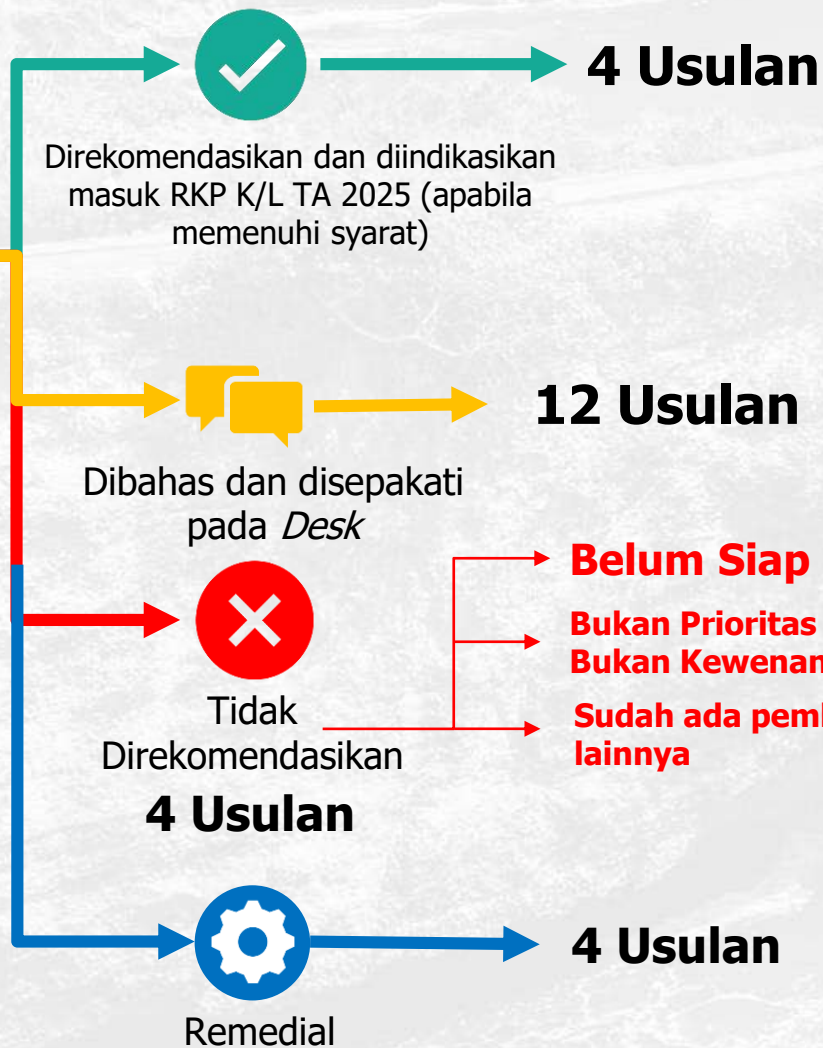 4 Usulan
Direkomendasikan dan diindikasikan
masuk RKP K/L TA 2025 (apabila
memenuhi syarat)
12 Usulan
Dibahas dan disepakati
pada Desk
Belum Siap
Bukan Prioritas
Bukan
Sudah ada
lainnya
Tidak
Direkomendasikan
4 Usulan
4 Usulan
Remedial